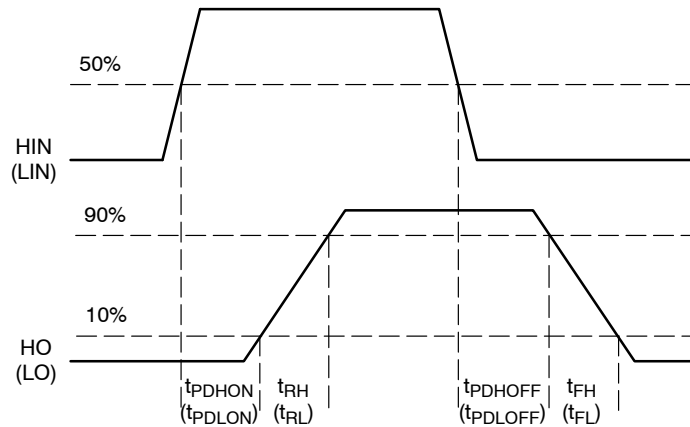 50%
HIN
(LIN)
90%
10%
HO
(LO)
tPDHON
(tPDLON)
tRH
(tRL)
tPDHOFF
(tPDLOFF)
tFH
(tFL)